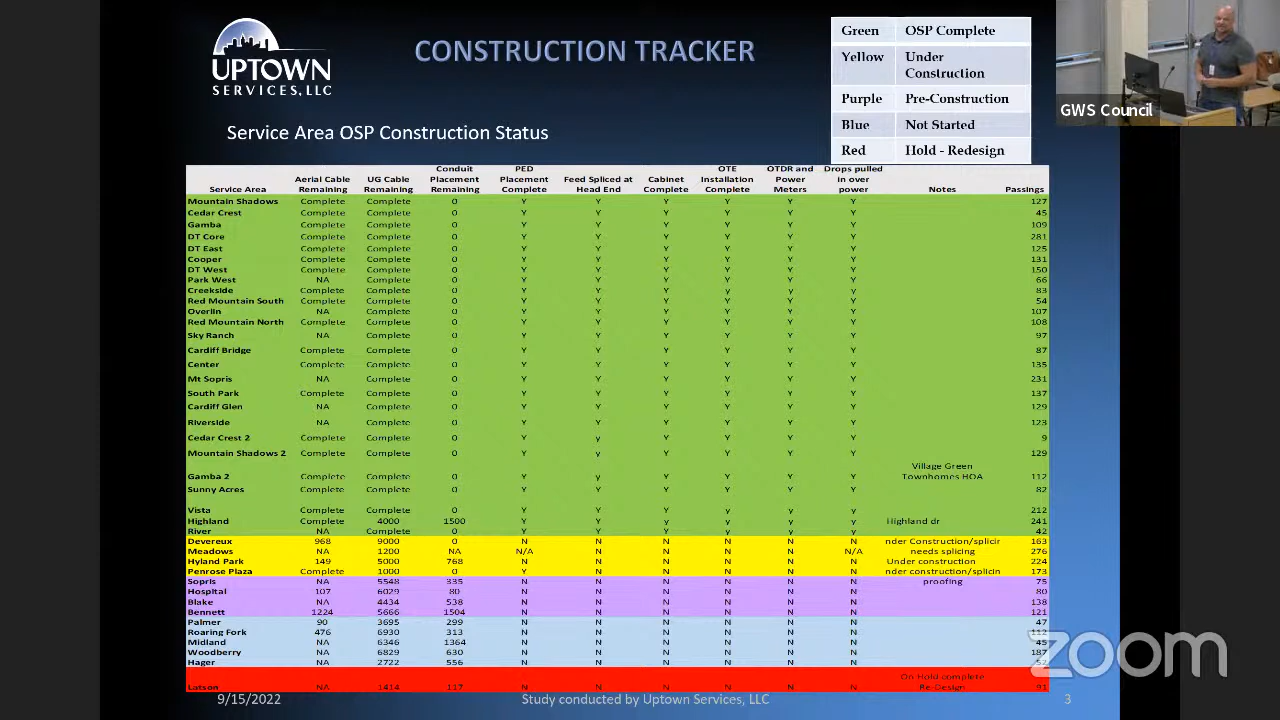 UPTOWN
SERVICES, LLC
CONSTRUCTION TRACKER
Green OSP Complete
Yellow Under
Construction
Purple Pre-Construction
Blue Not Started
Red Hold - Redesign
GWS Council
Service Area OSP Construction Status
Service Area Aerial Cable Remaining UG Cable Remaining Conduit Placement Remaining PED Placement Complete Feed Spliced at Head End Cabinet Complete OTE Installation Complete OTDR and Power Meters Drops pulled in over power Notes Passings
Mountain Shadows Complete Complete 0 Y Y Y Y Y Y 127
Cedar Crest Complete Complete 0 Y Y Y Y Y Y 45
Gamba Complete Complete 0 Y Y Y Y Y Y 109
DT Core Complete Complete 0 Y Y Y Y Y Y 281
DT East Complete Complete 0 Y Y Y Y Y Y 125
Cooper Complete Complete 0 Y Y Y Y Y Y 131
DT West Complete Complete 0 Y Y Y Y Y Y 150
Park West NA Complete 0 Y Y Y Y Y Y 66
Creekside Complete Complete 0 Y Y Y y y y 83
Red Mountain South Complete Complete 0 Y Y Y Y Y Y 54
Overlin NA Complete 0 Y Y Y Y Y Y 107
Red Mountain North Complete Complete 0 Y Y Y Y Y Y 108
Sky Ranch NA Complete 0 Y Y Y Y Y Y 97
Cardiff Bridge Complete Complete 0 Y Y Y Y Y Y 87
Center Complete Complete 0 Y Y Y Y Y Y 135
Mt Sopris NA Complete 0 Y Y Y Y Y Y 231
South Park Complete Complete 0 Y Y Y Y Y Y 137
Cardiff Glen NA Complete 0 Y Y Y Y Y Y 129
Riverside NA Complete 0 Y Y Y Y Y Y 123
Cedar Crest 2 Complete Complete 0 Y y Y Y Y Y 9
Mountain Shadows 2 Complete Complete 0 Y y Y Y Y Y 129
Gamba 2 Complete Complete 0 Y y Y Y Y Y Village Green Townhomes HOA 112
Sunny Acres Complete Complete 0 Y Y Y Y Y Y 82
Vista Complete Complete 0 Y Y Y y y y 212
Highland Complete 4000 1500 Y Y y y y y Highland dr 241
River NA Complete 0 Y Y Y y y y 42
Devereux 968 9000 0 N N N N N N nder Construction/splicir 163
Meadows NA 1200 NA N/A N N N N N/A needs splicing 276
Hyland Park 149 5000 768 N N N N N N Under construction 224
Penrose Plaza Complete 1000 0 Y N N N N N nder construction/splicin 173
Sopris NA 5548 335 N N N N N N proofing 75
Hospital 107 6029 80 N N N N N N 80
Blake NA 4434 538 N N N N N N 138
Bennett 1224 5666 1504 N N N N N N 121
Palmer 90 3695 299 N N N N N N 47
Roaring Fork 476 6930 313 N N N N N N 112
Midland NA 6346 1364 N N N N N N 45
Woodberry NA 6829 630 N N N N N N 187
Hager NA 2722 556 N N N N N N 52
Latson NA 1414 117 N N N N N N On Hold complete Re-Design 91
zoom
9/15/2022 Study conducted by Uptown Services, LLC 3